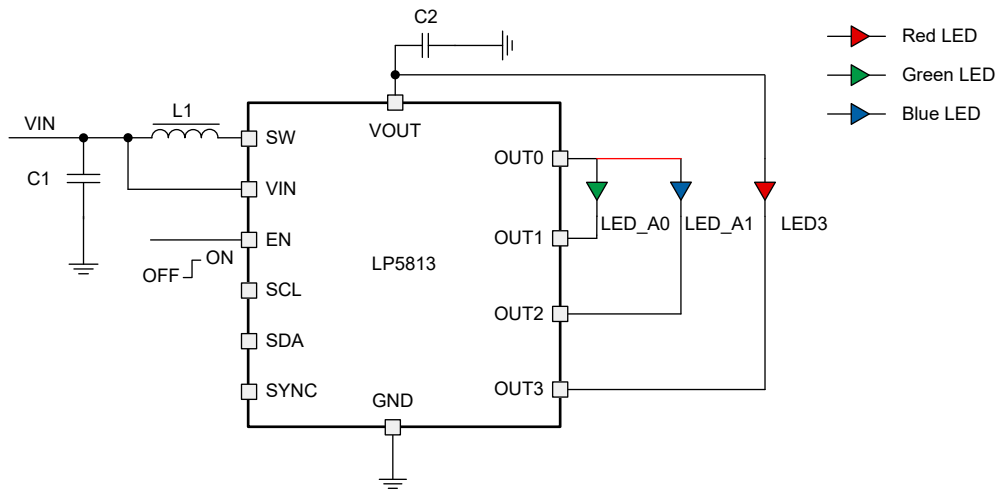 C2
Red LED
Green LED
Blue LED
VIN
L1
C1
SW
VOUT
VIN
EN
OFF
ON
SCL
SDA
SYNC
GND
LP5813
OUT0
OUT1
OUT2
OUT3
LED_A0
LED_A1
LED3